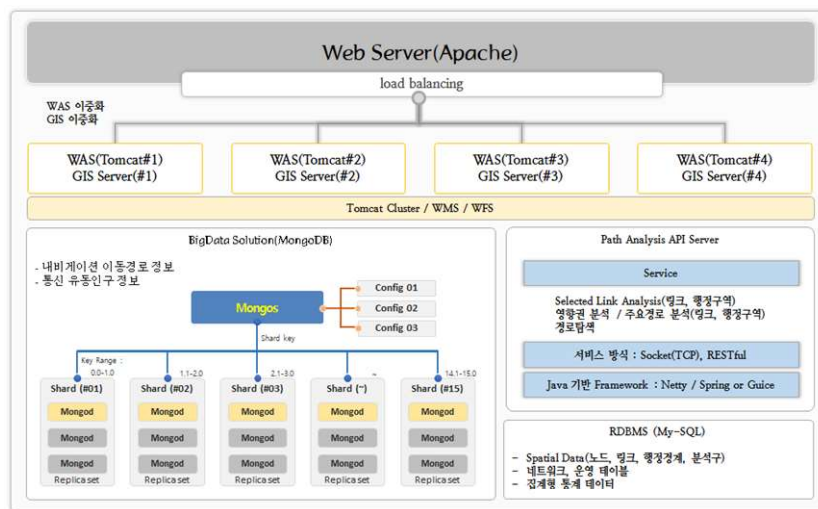 Web Server(Apache)
load balancing
WAS 이중화
GIS 이중화
WAS(Tomcat#1)
GIS Server(#1)
WAS(Tomcat#2)
GIS Server(#2)
WAS(Tomcat#3)
GIS Server(#3)
WAS(Tomcat#4)
GIS Server(#4)
Tomcat Cluster / WMS / WFS
BigData Solution(MongoDB)
- 내비게이션 이동경로 정보
- 통신 유동인구 정보
Mongos
Config 01
Config 02
Config 03
Shard key
Key Range :
0.0-1.0
1.1-2.0
2.1-3.0
~
14.1-15.0
Shard (#01)
Mongod
Mongod
Mongod
Replica set
Shard (#02)
Mongod
Mongod
Mongod
Replica set
Shard (#03)
Mongod
Mongod
Mongod
Replica set
Shard (~)
Mongod
Mongod
Mongod
Replica set
Shard (#15)
Mongod
Mongod
Mongod
Replica set
Path Analysis API Server
Service
Selected Link Analysis(링크, 행정구역)
영향권 분석 / 주요경로 분석(링크, 행정구역)
경로탐색
서비스 방식 : Socket(TCP), RESTful
Java 기반 Framework : Netty / Spring or Guice
RDBMS (My-SQL)
- Spatial Data(노드, 링크, 행정경계, 분석구)
- 네트워크, 운영 테이블
- 집계형 통계 데이터